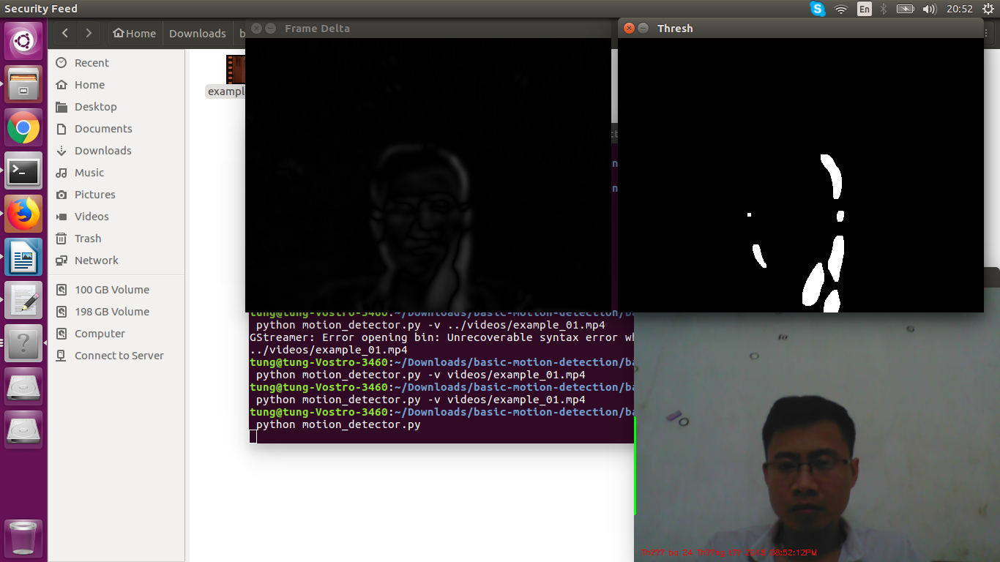 Security Feed
En
20:52
Home
Downloads
b
Frame Delta
Thresh
Recent
Home
Desktop
Documents
Downloads
Music
Pictures
Videos
Trash
Network
100 GB Volume
198 GB Volume
Computer
Connect to Server
exampl
tung@tung-Vostro-3460:~/Downloads/basic-motion-detection/ba
python motion_detector.py -v ../videos/example_01.mp4
GStreamer: Error opening bin: Unrecoverable syntax error wh
../videos/example_01.mp4
tung@tung-Vostro-3460:~/Downloads/basic-motion-detection/ba
python motion_detector.py -v videos/example_01.mp4
tung@tung-Vostro-3460:~/Downloads/basic-motion-detection/ba
python motion_detector.py -v videos/example_01.mp4
tung@tung-Vostro-3460:~/Downloads/basic-motion-detection/ba
python motion_detector.py
to
24 08:52:12PM